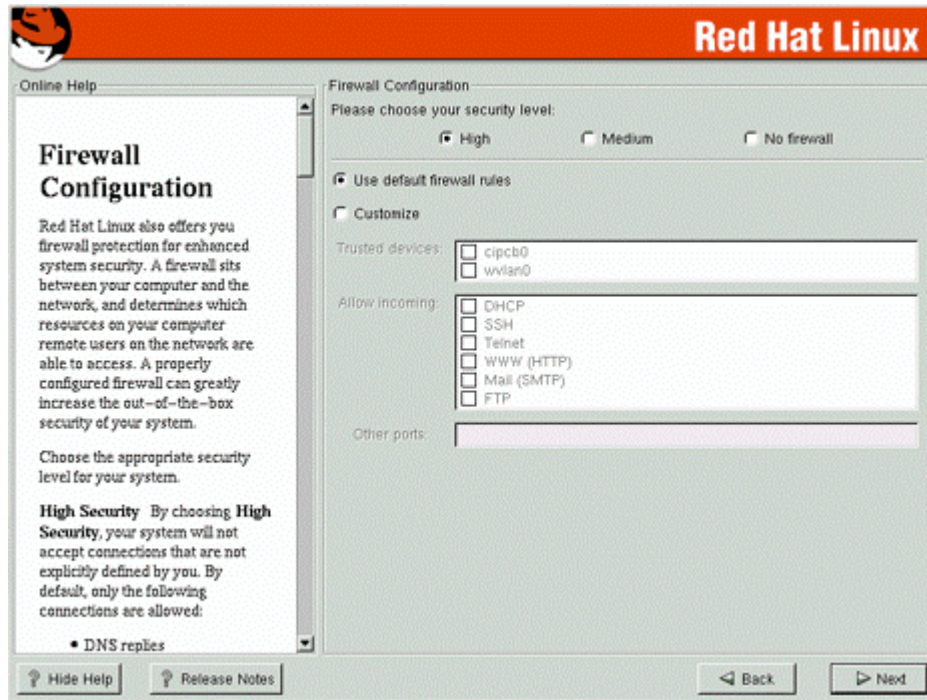 Red Hat Linux
Online Help
Firewall
Configuration
Red Hat Linux also offers you
firewall protection for enhanced
system security. A firewall sits
between your computer and the
network, and determines which
resources on your computer
remote users on the network are
able to access. A properly
configured firewall can greatly
increase the out-of-the-box
security of your system.
Choose the appropriate security
level for your system.
High Security By choosing High
Security, your system will not
accept connections that are not
explicitly defined by you. By
default, only the following
connections are allowed:
• DNS replies
Firewall Configuration
Please choose your security level:
High Medium No firewall
Use default firewall rules
Customize
Trusted devices: cipcb0
wvlan0
Allow incoming: DHCP
SSH
Telnet
WWW (HTTP)
Mail (SMTP)
FTP
Other ports:
? Hide Help ? Release Notes Back Next